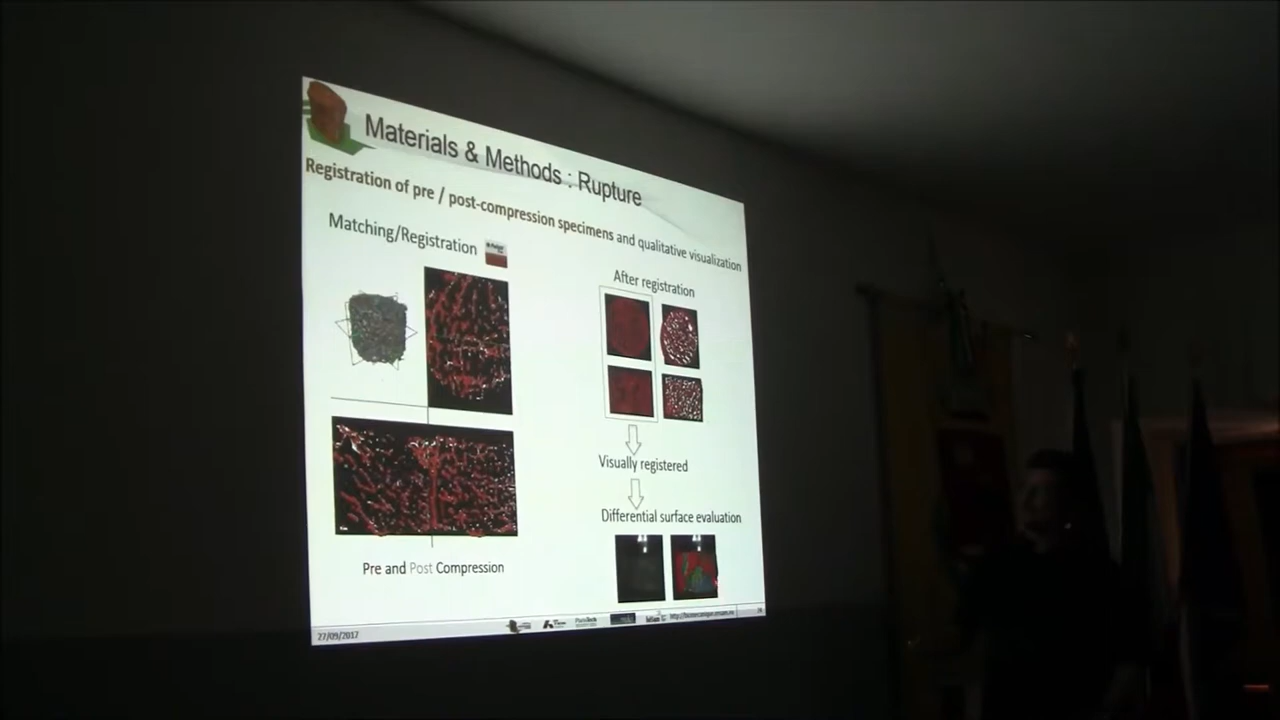 Materials & Methods : Rupture
Registration of pre / post-compression specimens and qualitative visualization
Matching/Registration
After registration
Visually registered
Differential surface evaluation
Pre and Post Compression
27/09/2017